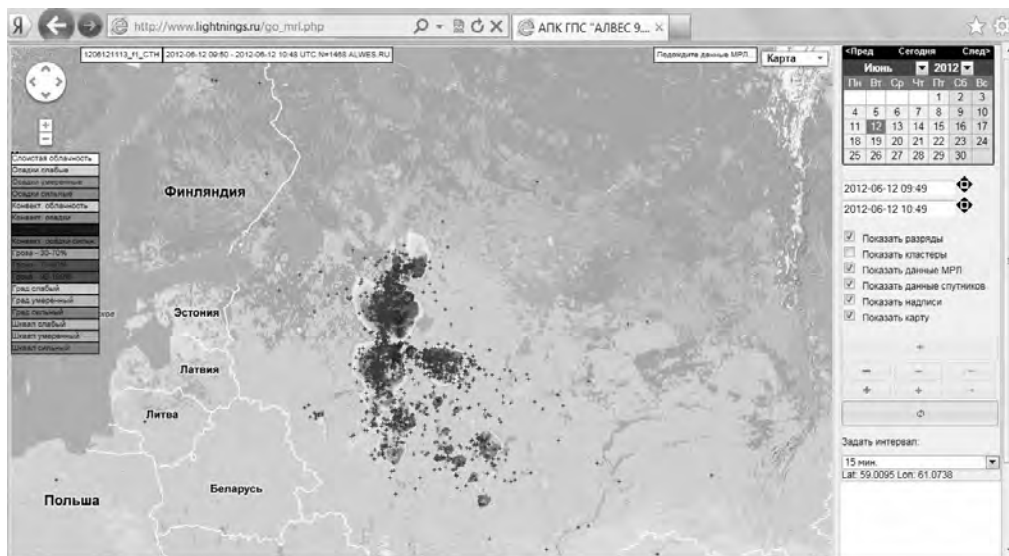 http://www.lightnings.ru/go_mrl.php
АПК ГПС "АЛВЕС 9...
1206121113_f1_CTH
2012-06-12 09:50 - 2012-06-12 10:48 UTC N=1468 ALWES.RU
Подождите данные МРЛ...
Карта
<Пред Сегодня След>
Июнь 2012
Пн Вт Ср Чт Пт Сб Вс
1 2 3
4 5 6 7 8 9 10
11 12 13 14 15 16 17
18 19 20 21 22 23 24
25 26 27 28 29 30
2012-06-12 09:49
2012-06-12 10:49
Показать разряды
Показать кластеры
Показать данные МРЛ
Показать данные спутников
Показать надписи
Показать карту
Задать интервал:
15 мин.
Lat: 59.0095 Lon: 61.0738
Слоистая облачность
Осадки слабые
Осадки умеренные
Осадки сильные
Конвект. облачность
Конвект. осадки
Гроза - 30-70%
Град слабый
Град умеренный
Град сильный
Шквал слабый
Шквал умеренный
Шквал сильный
Финляндия
Эстония
Латвия
Литва
Беларусь
Польша